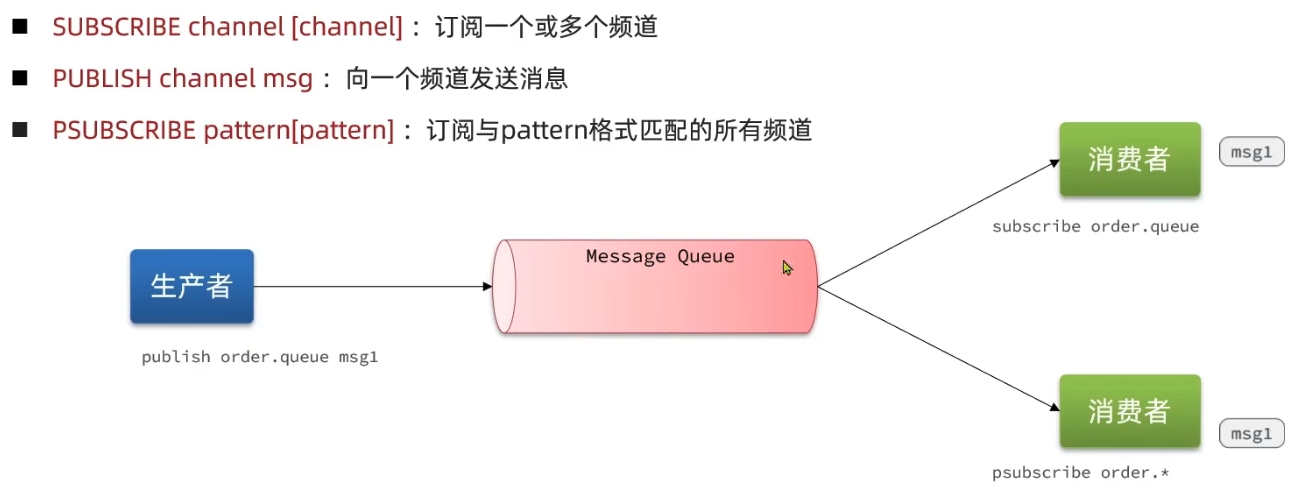 SUBSCRIBE channel [channel] ：订阅一个或多个频道
PUBLISH channel msg ：向一个频道发送消息
PSUBSCRIBE pattern[pattern] ：订阅与pattern格式匹配的所有频道
消费者
msg1
subscribe order.queue
Message Queue
生产者
publish order.queue msg1
消费者
msg1
psubscribe order.*